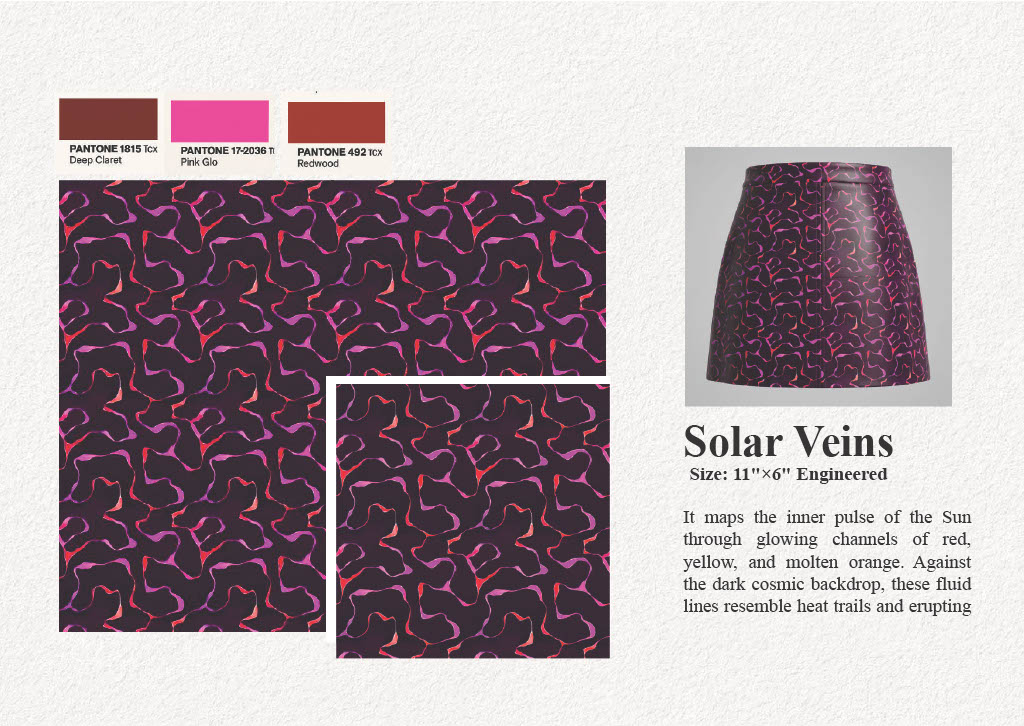 PANTONE 1815 TCX
Deep Claret
PANTONE 17-2036 T
Pink Glo
PANTONE 492 TCX
Redwood
Solar Veins
Size: 11"×6" Engineered
It maps the inner pulse of the Sun
through glowing channels of red,
yellow, and molten orange. Against
the dark cosmic backdrop, these fluid
lines resemble heat trails and erupting